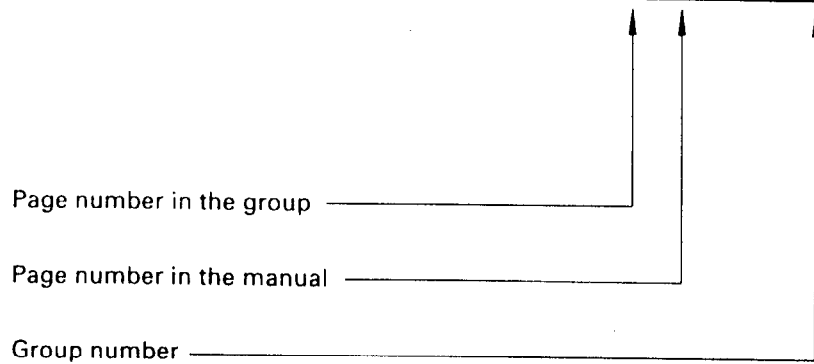 Page number in the group
Page number in the manual
Group number